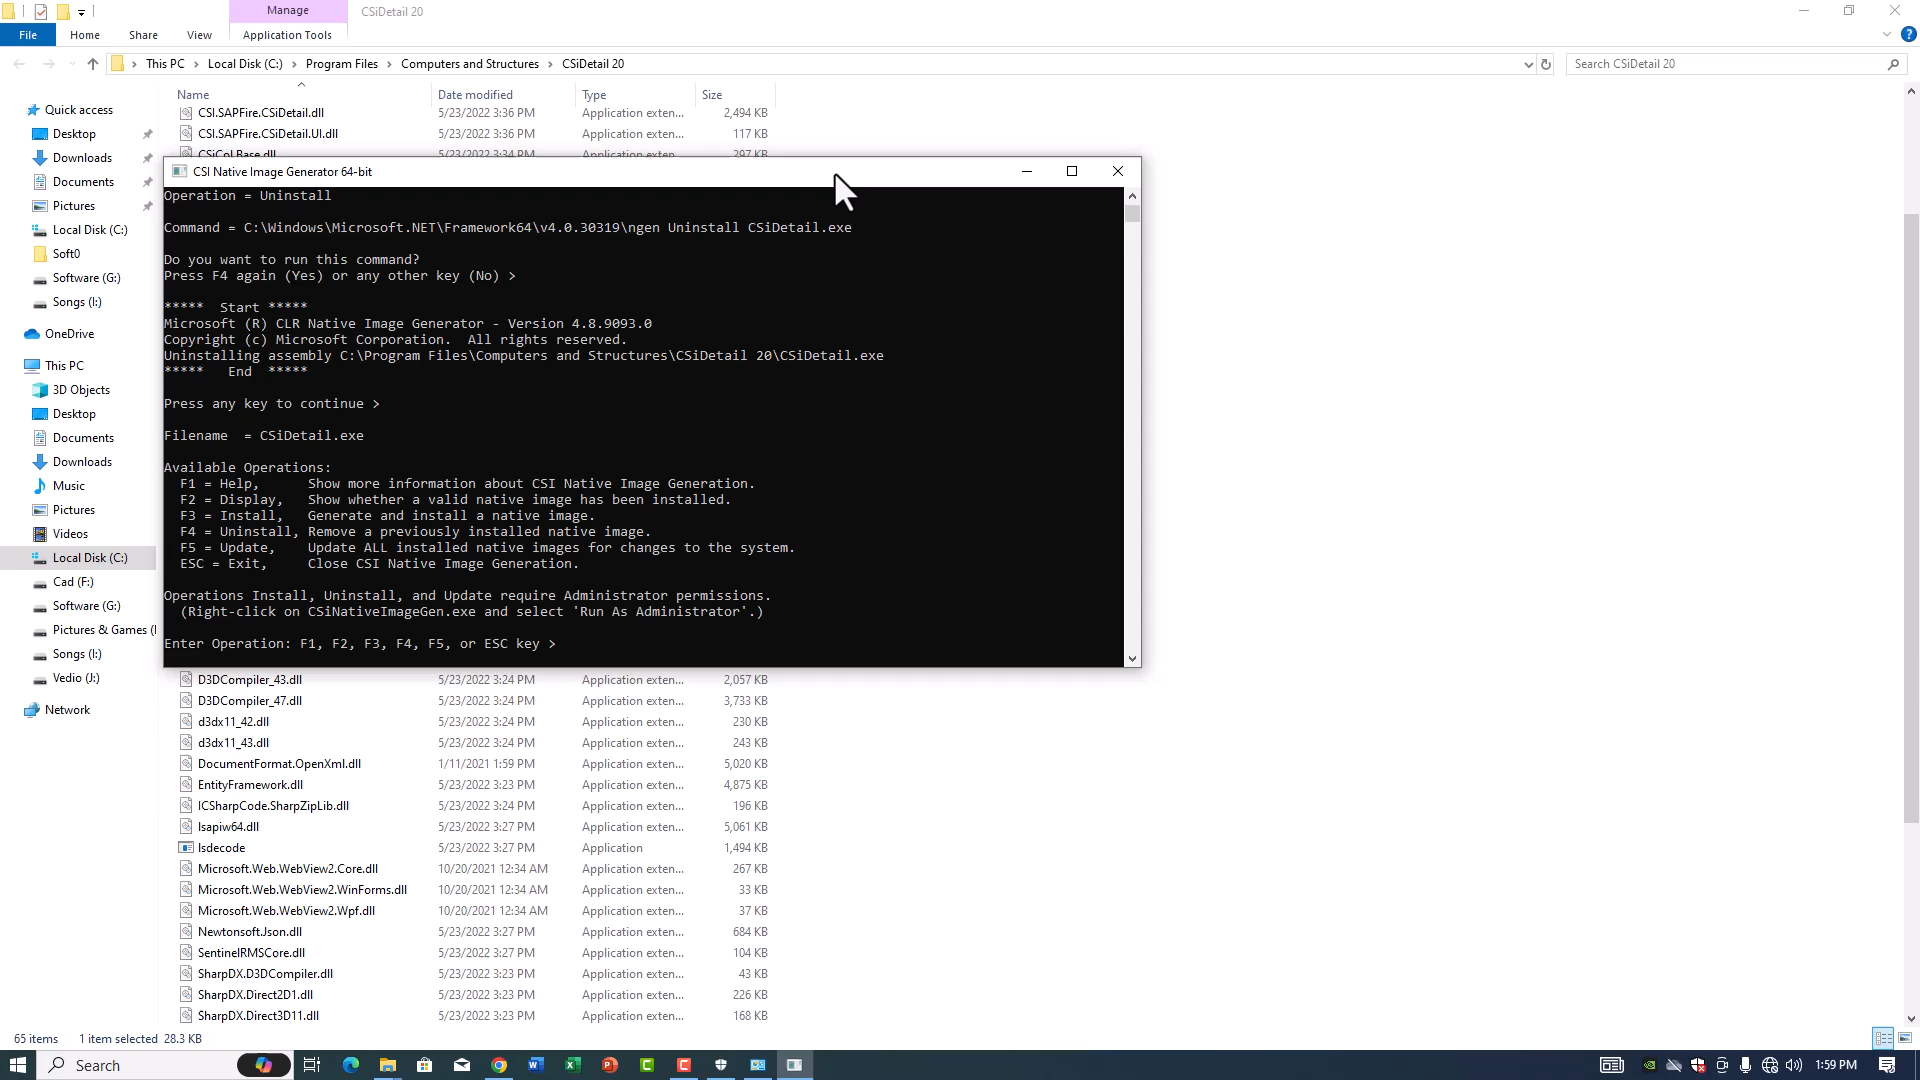 Manage
CSiDetail 20
File
Home
Share
View
Application Tools
This PC
Local Disk (C:)
Program Files
Computers and Structures
CSiDetail 20
Search CSiDetail 20
Name
Date modified
Type
Size
Quick access
Desktop
Downloads
Documents
Pictures
Local Disk (C:)
Soft0
Software (G:)
Songs (I:)
OneDrive
This PC
3D Objects
Desktop
Documents
Downloads
Music
Pictures
Videos
Local Disk (C:)
Cad (F:)
Software (G:)
Pictures & Games (
Songs (I:)
Vedio (J:)
Network
CSI.SAPFire.CSiDetail.dll 5/23/2022 3:36 PM Application exten... 2,494 KB
CSI.SAPFire.CSiDetail.UI.dll 5/23/2022 3:36 PM Application exten... 117 KB
CSiCol.Base.dll 5/23/2022 3:34 PM Application exten... 297 KB
CSI Native Image Generator 64-bit
Operation = Uninstall
Command = C:\Windows\Microsoft.NET\Framework64\v4.0.30319\ngen Uninstall CSiDetail.exe
Do you want to run this command?
Press F4 again (Yes) or any other key (No) >
***** Start *****
Microsoft (R) CLR Native Image Generator - Version 4.8.9093.0
Copyright (c) Microsoft Corporation. All rights reserved.
Uninstalling assembly C:\Program Files\Computers and Structures\CSiDetail 20\CSiDetail.exe
***** End *****
Press any key to continue >
Filename = CSiDetail.exe
Available Operations:
F1 = Help, Show more information about CSI Native Image Generation.
F2 = Display, Show whether a valid native image has been installed.
F3 = Install, Generate and install a native image.
F4 = Uninstall, Remove a previously installed native image.
F5 = Update, Update ALL installed native images for changes to the system.
ESC = Exit, Close CSI Native Image Generation.
Operations Install, Uninstall, and Update require Administrator permissions.
(Right-click on CSiNativeImageGen.exe and select 'Run As Administrator'.)
Enter Operation: F1, F2, F3, F4, F5, or ESC key >
D3DCompiler_43.dll 5/23/2022 3:24 PM Application exten... 2,057 KB
D3DCompiler_47.dll 5/23/2022 3:24 PM Application exten... 3,733 KB
d3dx11_42.dll 5/23/2022 3:24 PM Application exten... 230 KB
d3dx11_43.dll 5/23/2022 3:24 PM Application exten... 243 KB
DocumentFormat.OpenXml.dll 1/11/2021 1:59 PM Application exten... 5,020 KB
EntityFramework.dll 5/23/2022 3:23 PM Application exten... 4,875 KB
ICSharpCode.SharpZipLib.dll 5/23/2022 3:24 PM Application exten... 196 KB
lsapiw64.dll 5/23/2022 3:27 PM Application exten... 5,061 KB
lsdecode 5/23/2022 3:27 PM Application 1,494 KB
Microsoft.Web.WebView2.Core.dll 10/20/2021 12:34 AM Application exten... 267 KB
Microsoft.Web.WebView2.WinForms.dll 10/20/2021 12:34 AM Application exten... 33 KB
Microsoft.Web.WebView2.Wpf.dll 10/20/2021 12:34 AM Application exten... 37 KB
Newtonsoft.Json.dll 5/23/2022 3:27 PM Application exten... 684 KB
SentinelRMSCore.dll 5/23/2022 3:27 PM Application exten... 104 KB
SharpDX.D3DCompiler.dll 5/23/2022 3:23 PM Application exten... 43 KB
SharpDX.Direct2D1.dll 5/23/2022 3:23 PM Application exten... 226 KB
SharpDX.Direct3D11.dll 5/23/2022 3:23 PM Application exten... 168 KB
65 items 1 item selected 28.3 KB
Search
1:59 PM